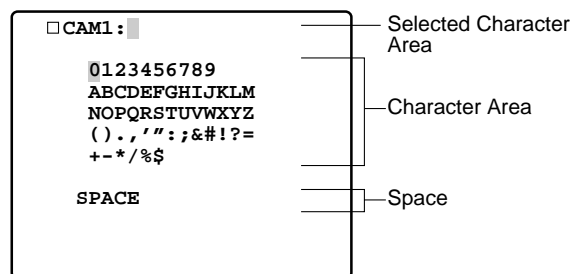 □CAM1:
0123456789
ABCDEFGHIJKLM
NOPQRSTUVWXYZ
().,′″:;&#!?=
+-*/%$
SPACE
Selected Character
Area
Character Area
Space